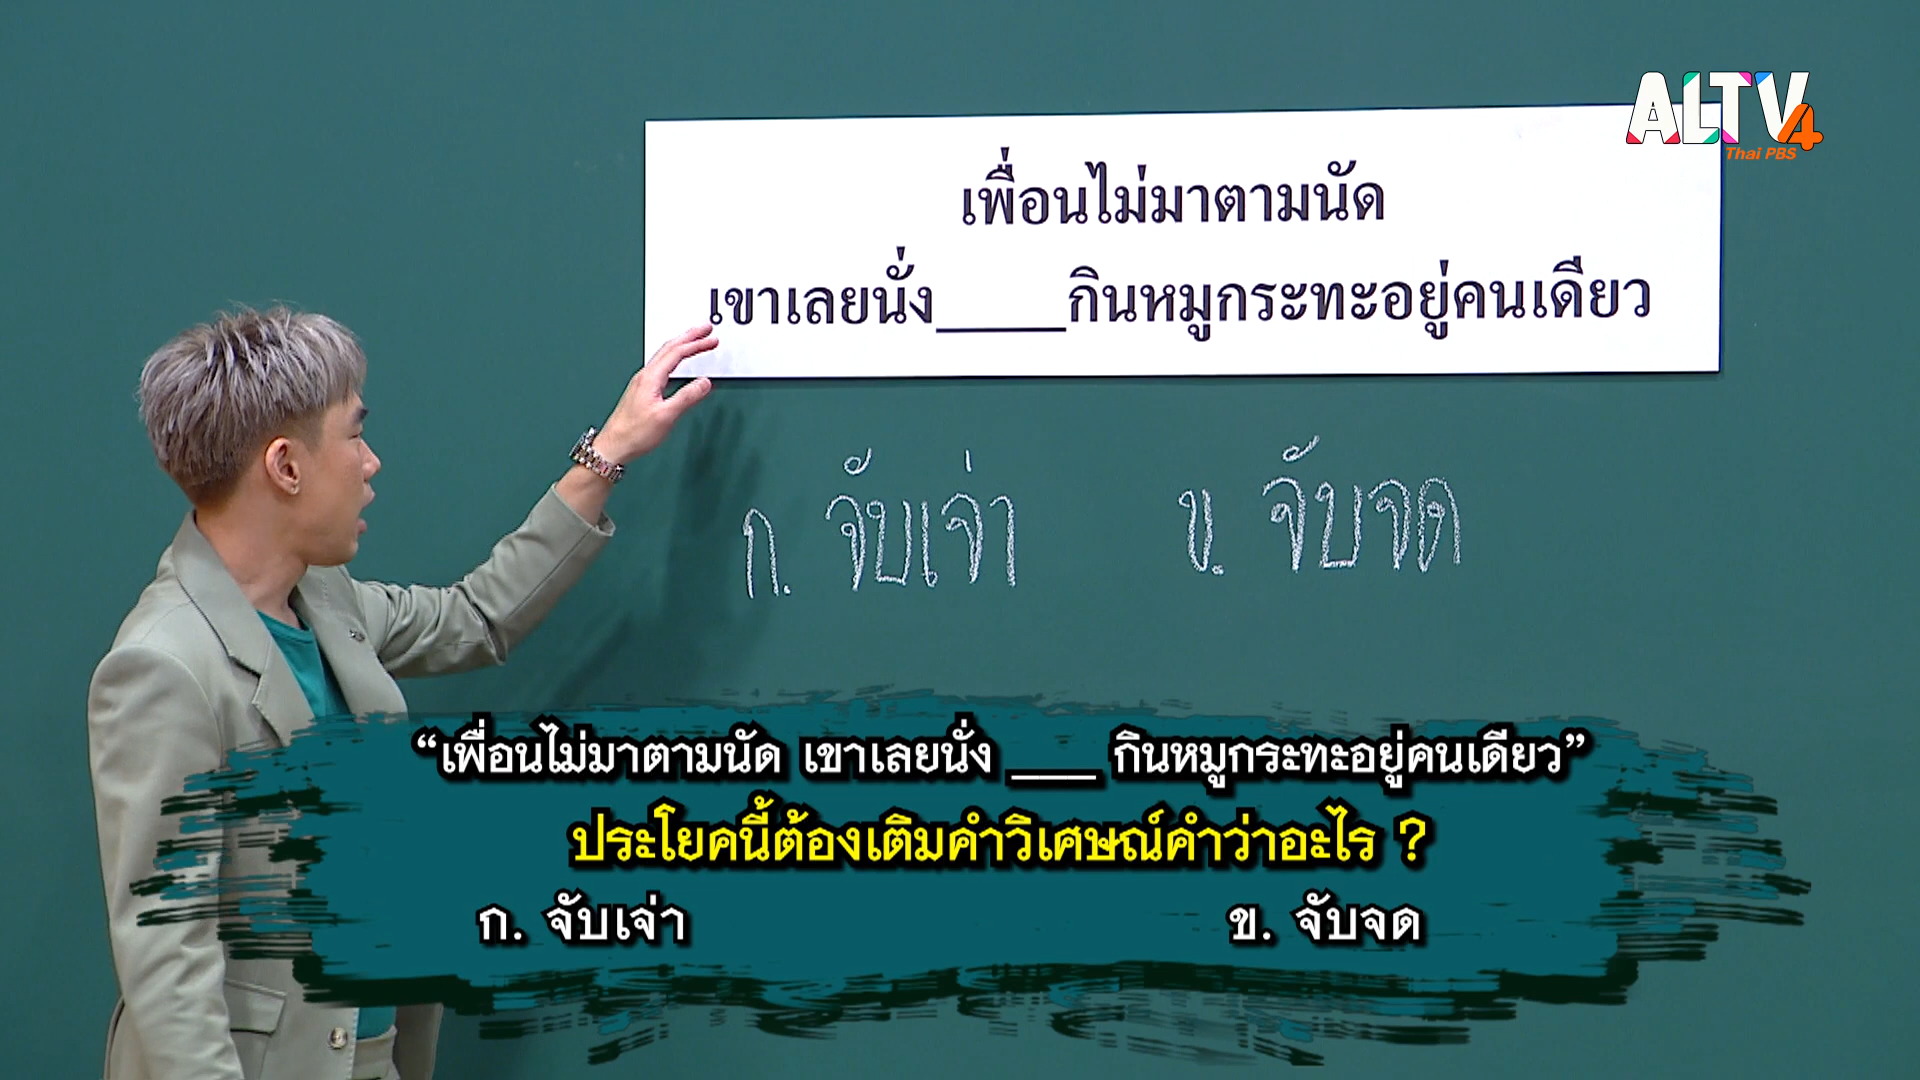 ALTV4
Thai PBS
เพื่อนไม่มาตามนัด
เขาเลยนั่ง_____กินหมูกระทะอยู่คนเดียว
ก. จับเจ่า ข. จับจด
“เพื่อนไม่มาตามนัด เขาเลยนั่ง ___ กินหมูกระทะอยู่คนเดียว”
ประโยคนี้ต้องเติมคำวิเศษณ์คำว่าอะไร ?
ก. จับเจ่า ข. จับจด